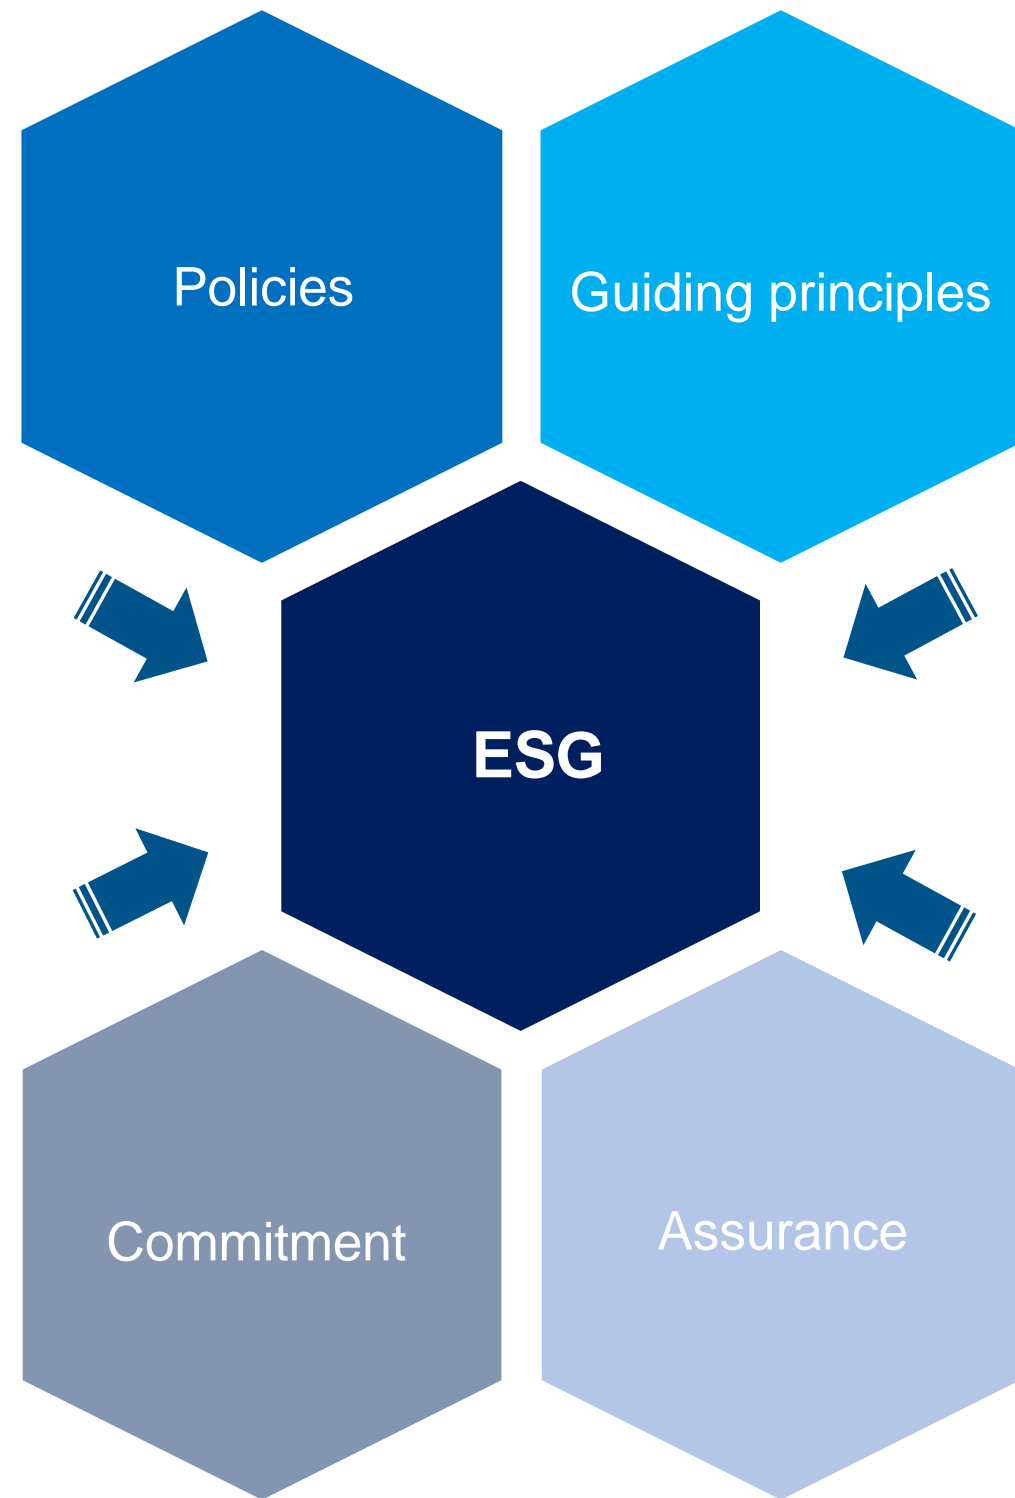 Policies
Guiding principles
ESG
Commitment
Assurance